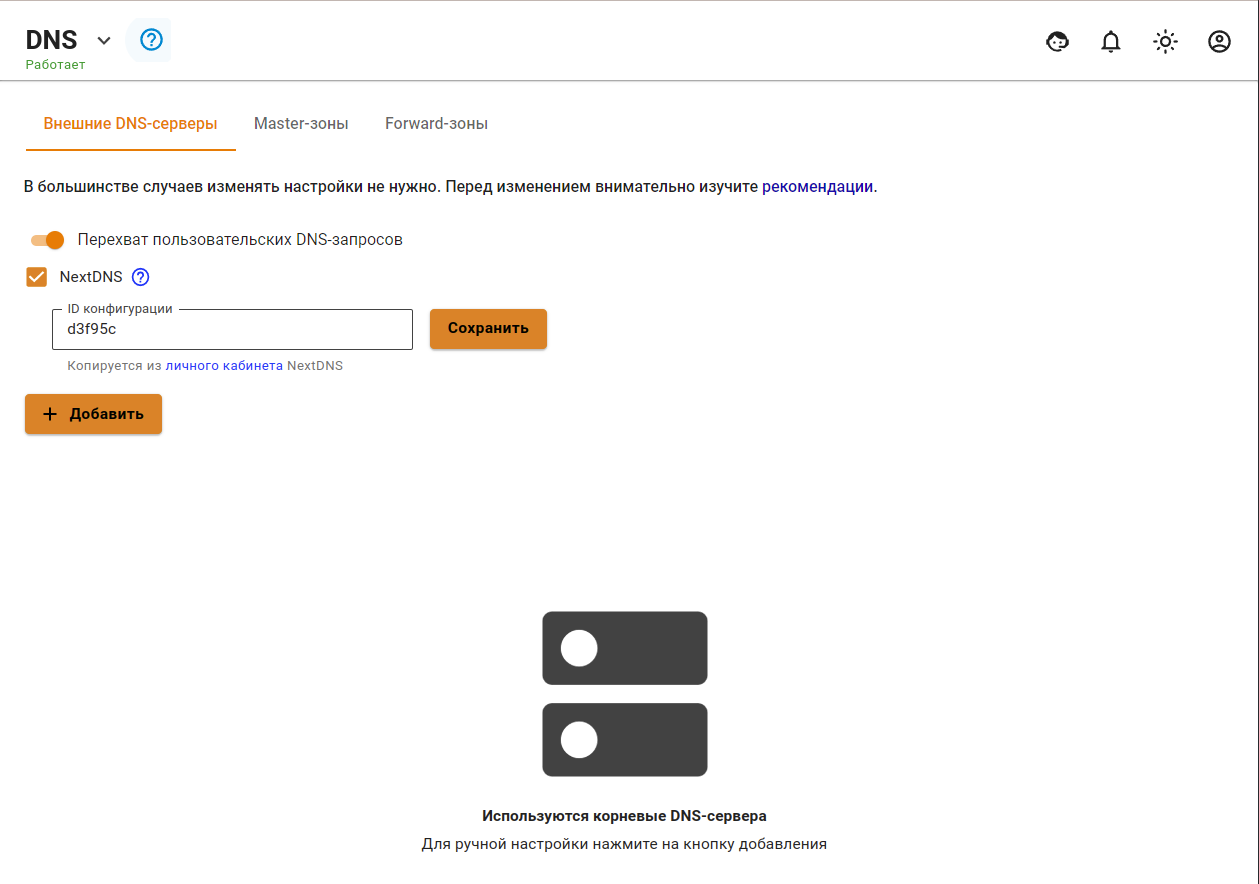 DNS
Работает
Внешние DNS-серверы
Master-зоны
Forward-зоны
В большинстве случаев изменять настройки не нужно. Перед изменением внимательно изучите рекомендации.
Перехват пользовательских DNS-запросов
NextDNS
ID конфигурации
d3f95c
Сохранить
Копируется из личного кабинета NextDNS
Добавить
Используются корневые DNS-сервера
Для ручной настройки нажмите на кнопку добавления